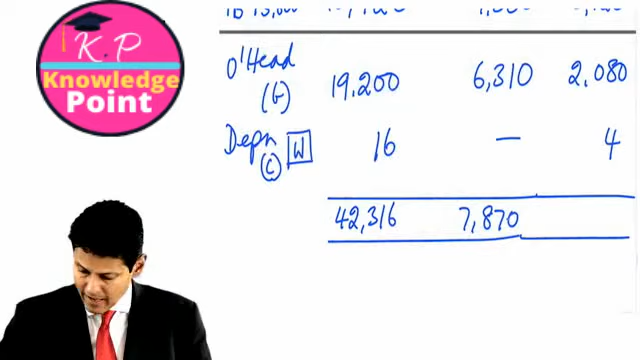 K.P
Knowledge
Point
O'Head
(b) 19,200 6,310 2,080
Depn W 16 — 4
(c)
42,316 7,870